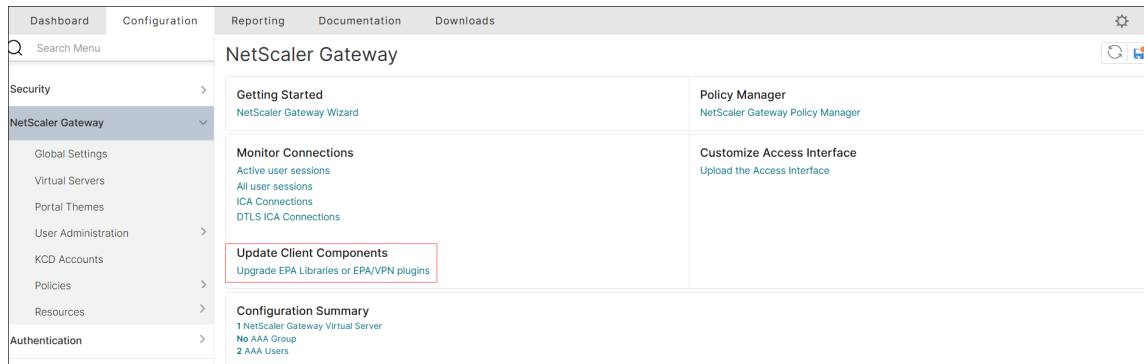 Dashboard
Configuration
Reporting
Documentation
Downloads
Search Menu
Security
NetScaler Gateway
Global Settings
Virtual Servers
Portal Themes
User Administration
KCD Accounts
Policies
Resources
Authentication
NetScaler Gateway
Getting Started
NetScaler Gateway Wizard
Policy Manager
NetScaler Gateway Policy Manager
Monitor Connections
Active user sessions
All user sessions
ICA Connections
DTLS ICA Connections
Customize Access Interface
Upload the Access Interface
Update Client Components
Upgrade EPA Libraries or EPA/VPN plugins
Configuration Summary
1 NetScaler Gateway Virtual Server
No AAA Group
2 AAA Users